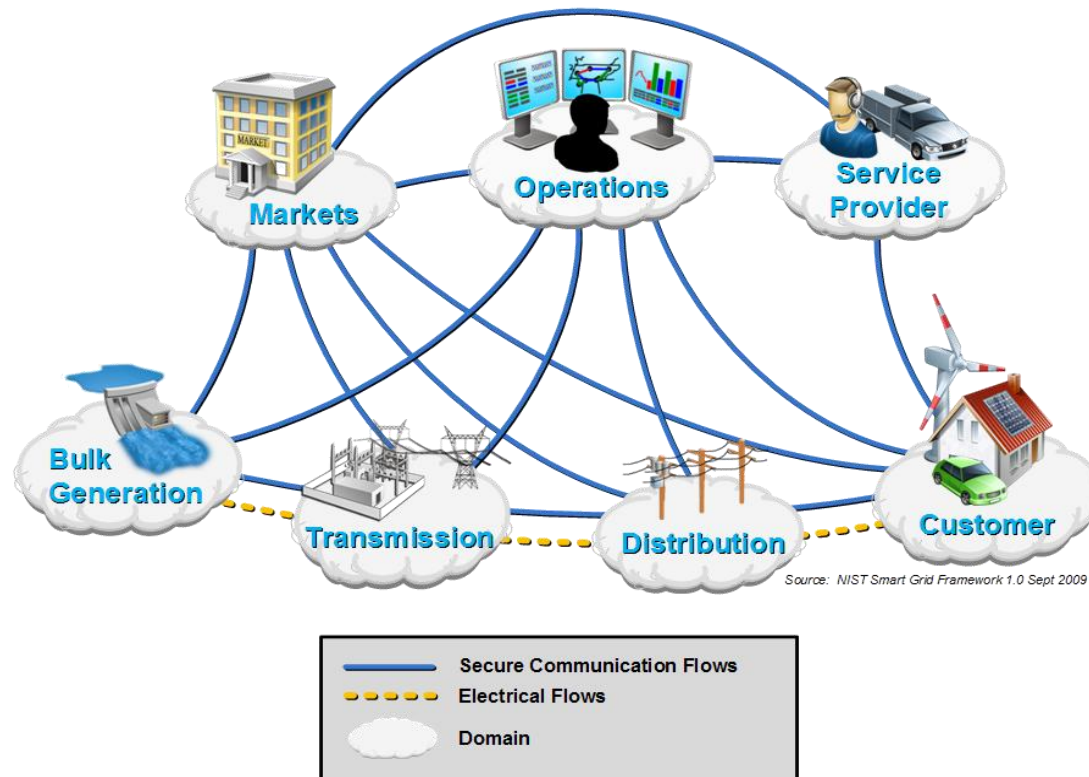 MARKET
Markets
Operations
Service
Provider
Bulk
Generation
Transmission
Distribution
Customer
Source: NIST Smart Grid Framework 1.0 Sept 2009
Secure Communication Flows
Electrical Flows
Domain